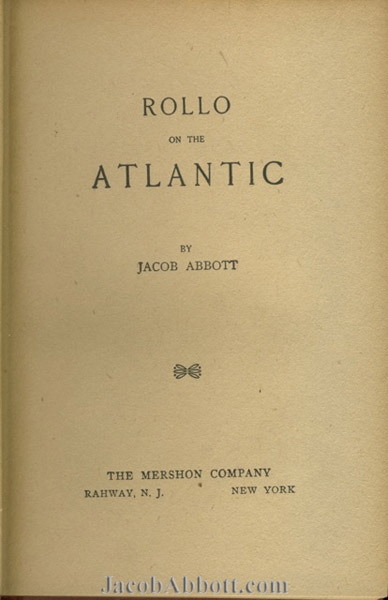 ROLLO
ON THE
ATLANTIC
BY
JACOB ABBOTT
THE MERSHON COMPANY
RAHWAY, N. J. NEW YORK
JacobAbbott.com